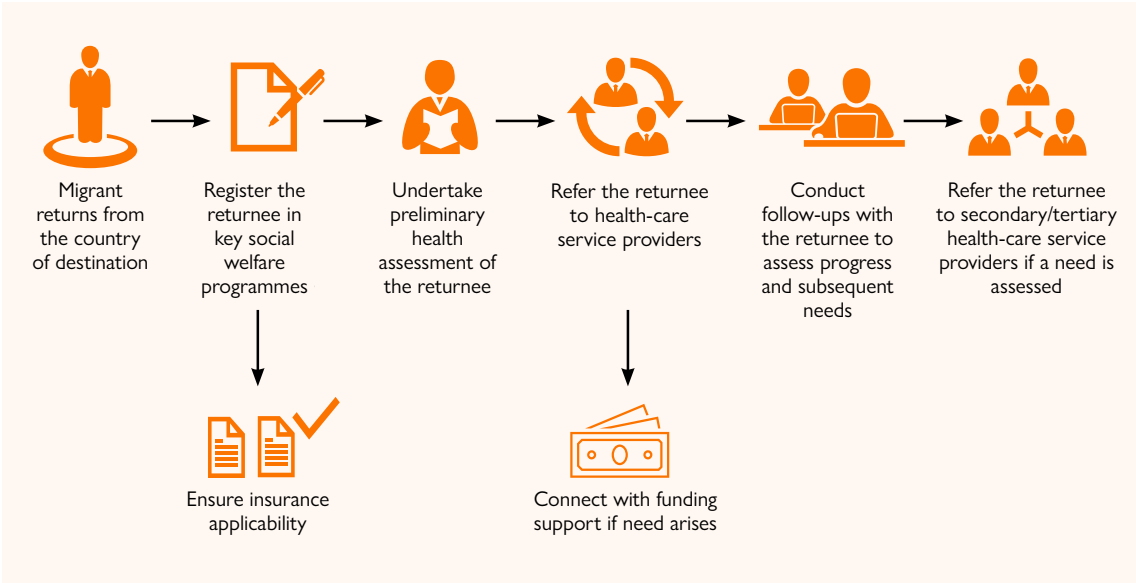 Migrant
returns from
the country
of destination
Register the
returnee in
key social
welfare
programmes
Undertake
preliminary
health
assessment of
the returnee
Refer the returnee
to health-care
service providers
Conduct
follow-ups with
the returnee to
assess progress
and subsequent
needs
Refer the returnee
to secondary/tertiary
health-care service
providers if a need is
assessed
Ensure insurance
applicability
Connect with funding
support if need arises